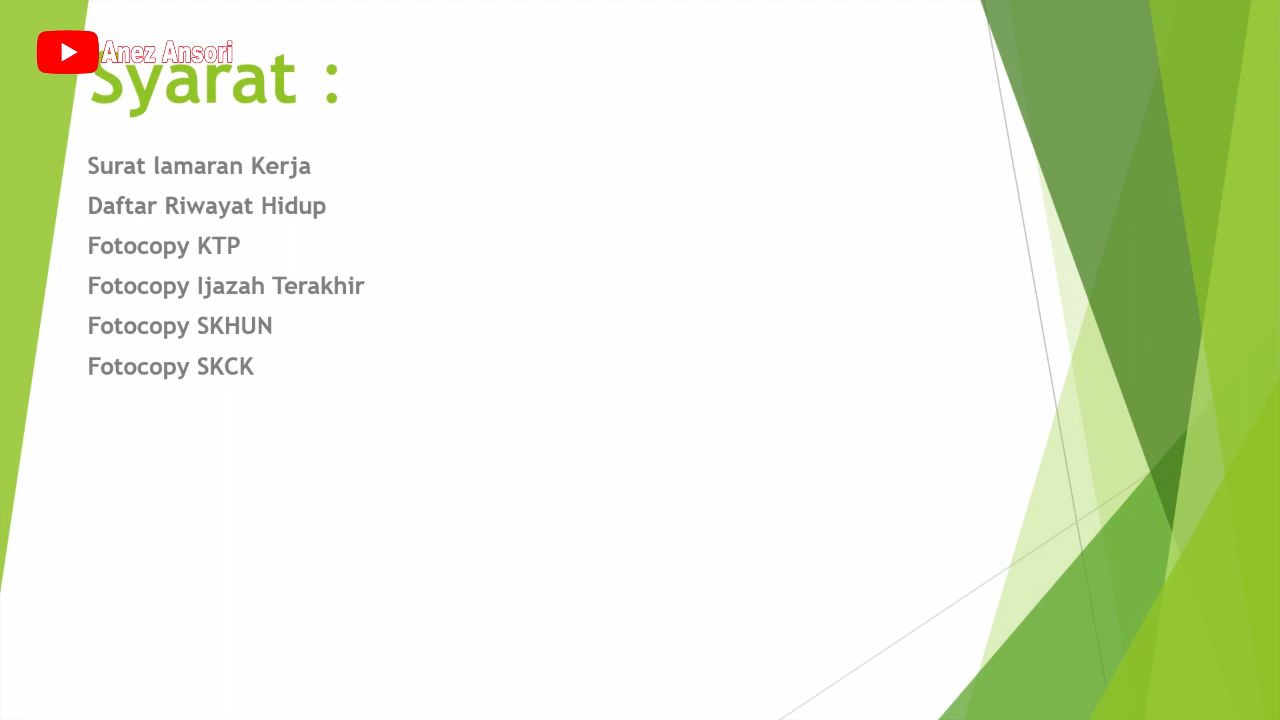 Anez Ansori
Syarat :
Surat lamaran Kerja
Daftar Riwayat Hidup
Fotocopy KTP
Fotocopy Ijazah Terakhir
Fotocopy SKHUN
Fotocopy SKCK